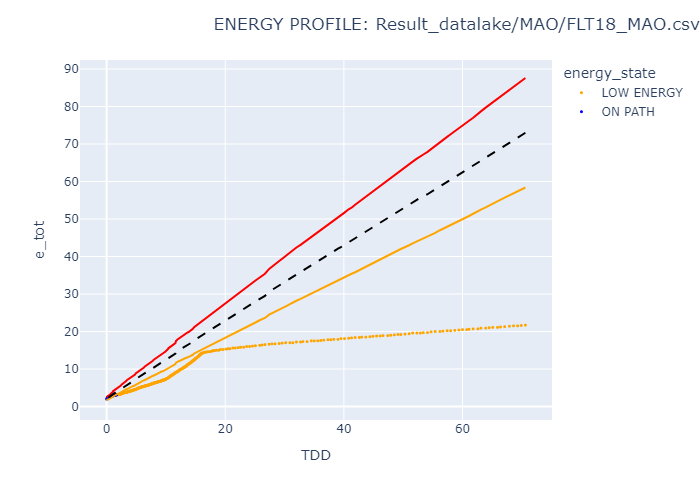 ENERGY PROFILE: Result_datalake/MAO/FLT18_MAO.csv
energy_state
LOW ENERGY
ON PATH
90
80
70
60
50
40
30
20
10
0
e_tot
0
20
40
60
TDD